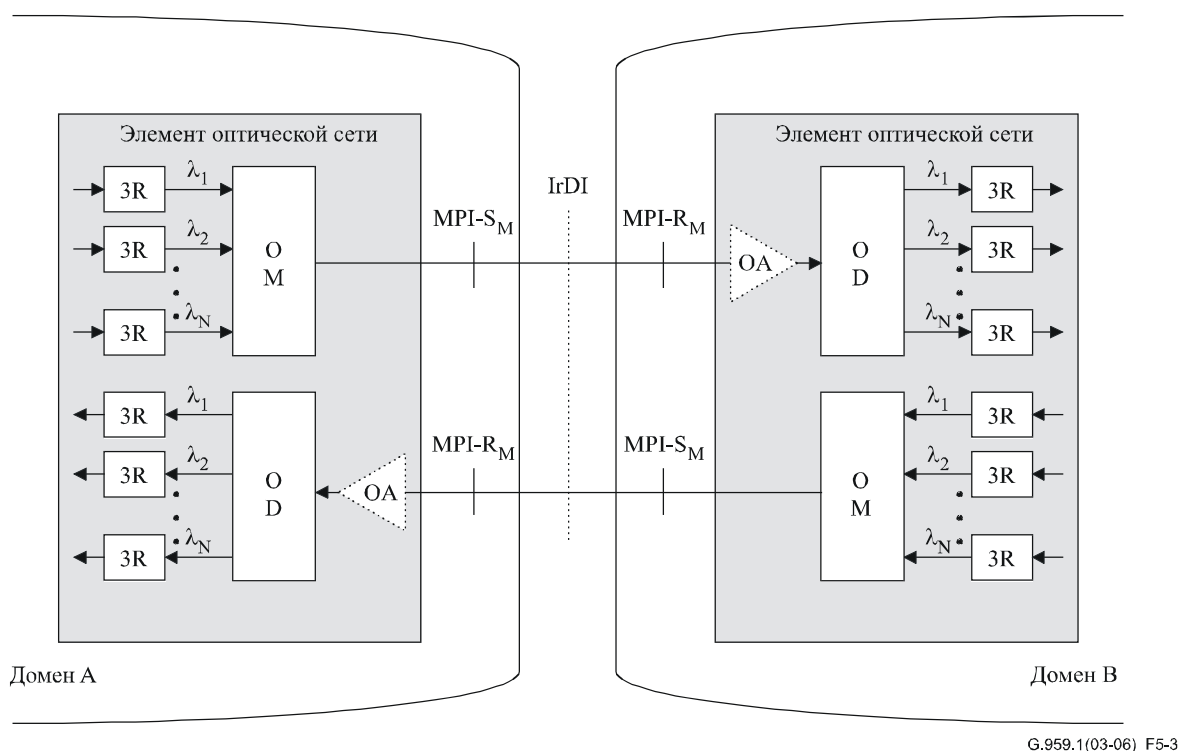 Элемент оптической сети
3R
λ1
3R
λ2
3R
λN
O
M
3R
λ1
3R
λ2
3R
λN
O
D
OA
MPI-SM
IrDI
MPI-RM
MPI-RM
MPI-SM
Элемент оптической сети
OA
O
D
λ1
3R
λ2
3R
λN
3R
O
M
λ1
3R
λ2
3R
λN
3R
Домен A
Домен B
G.959.1(03-06)_F5-3